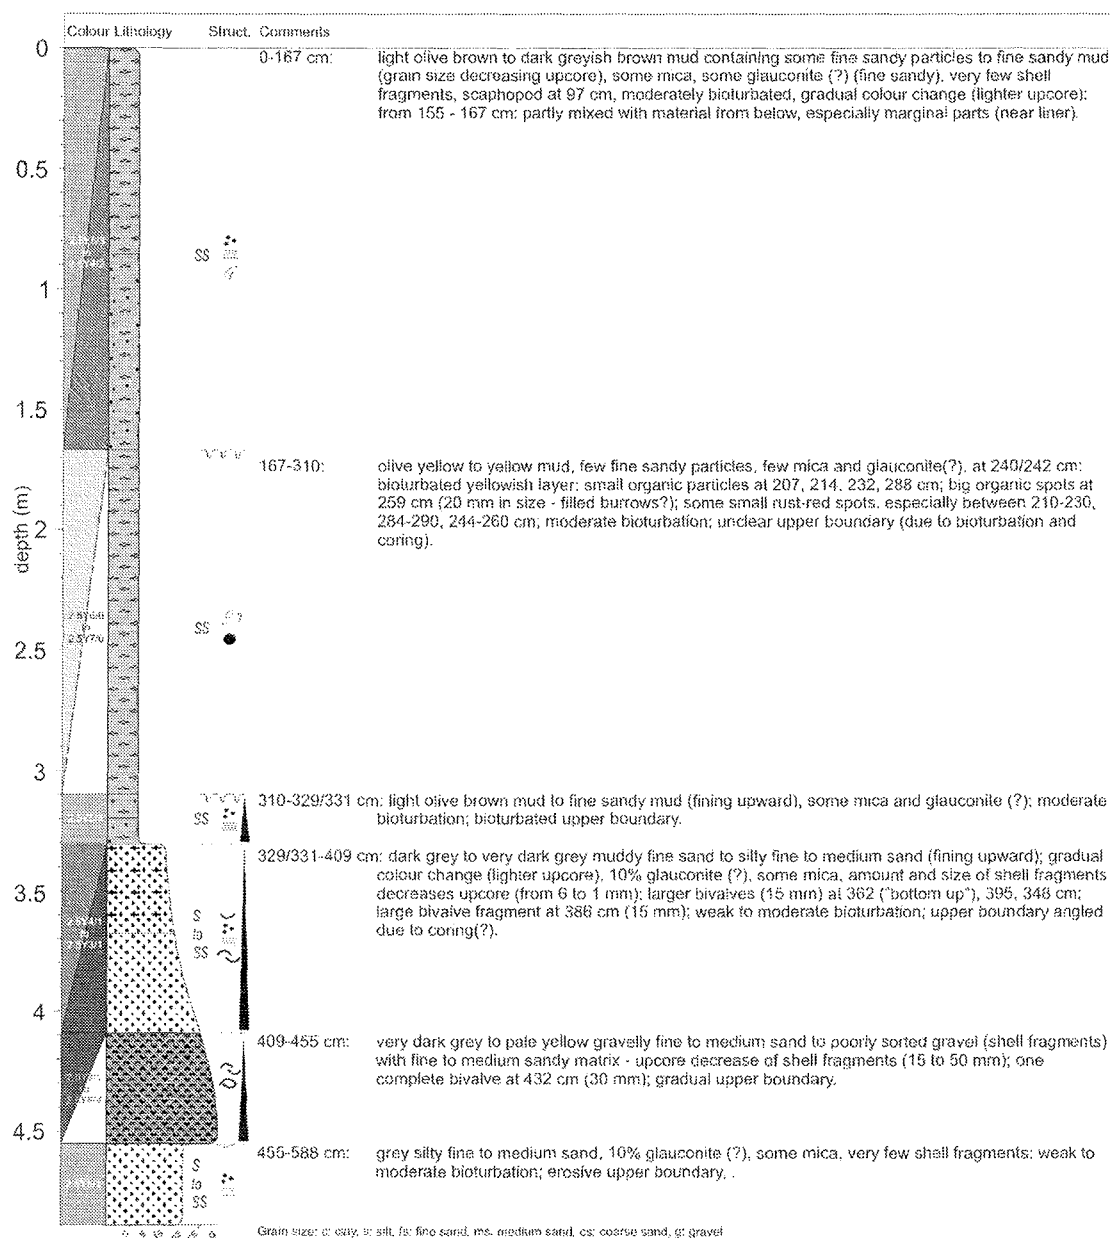 Colour Lithology Struct. Comments
0
0-167 cm: light olive brown to dark greyish brown mud containing some fine sandy particles to fine sandy mud
(grain size decreasing upcore), some mica, some glauconite (?) (fine sandy), very few shell
fragments, scaphopod at 97 cm, moderately bioturbated, gradual colour change (lighter upcore);
from 155 - 167 cm: partly mixed with material from below, especially marginal parts (near liner).
0.5
SS
1
1.5
167-310: olive yellow to yellow mud, few fine sandy particles, few mica and glauconite(?), at 240/242 cm:
bioturbated yellowish layer; small organic particles at 207, 214, 232, 288 cm; big organic spots at
259 cm (20 mm in size - filled burrows?); some small rust-red spots, especially between 210-230,
284-290, 244-260 cm; moderate bioturbation; unclear upper boundary (due to bioturbation and
coring).
depth (m)
2
SS
2.5
3
310-329/331 cm: light olive brown mud to fine sandy mud (fining upward), some mica and glauconite (?); moderate
bioturbation; bioturbated upper boundary.
SS
329/331-409 cm: dark grey to very dark grey muddy fine sand to silty fine to medium sand (fining upward); gradual
colour change (lighter upcore), 10% glauconite (?), some mica, amount and size of shell fragments
decreases upcore (from 6 to 1 mm); larger bivalves (15 mm) at 362 ("bottom up"), 395, 348 cm;
large bivalve fragment at 386 cm (15 mm); weak to moderate bioturbation; upper boundary angled
due to coring(?).
3.5
S
to
SS
4
409-455 cm: very dark grey to pale yellow gravelly fine to medium sand to poorly sorted gravel (shell fragments)
with fine to medium sandy matrix - upcore decrease of shell fragments (15 to 50 mm); one
complete bivalve at 432 cm (30 mm); gradual upper boundary.
4.5
455-588 cm: grey silty fine to medium sand, 10% glauconite (?), some mica, very few shell fragments; weak to
moderate bioturbation; erosive upper boundary, .
S
to
SS
Grain size: c: clay, s: silt, fs: fine sand, ms: medium sand, cs: coarse sand, g: gravel